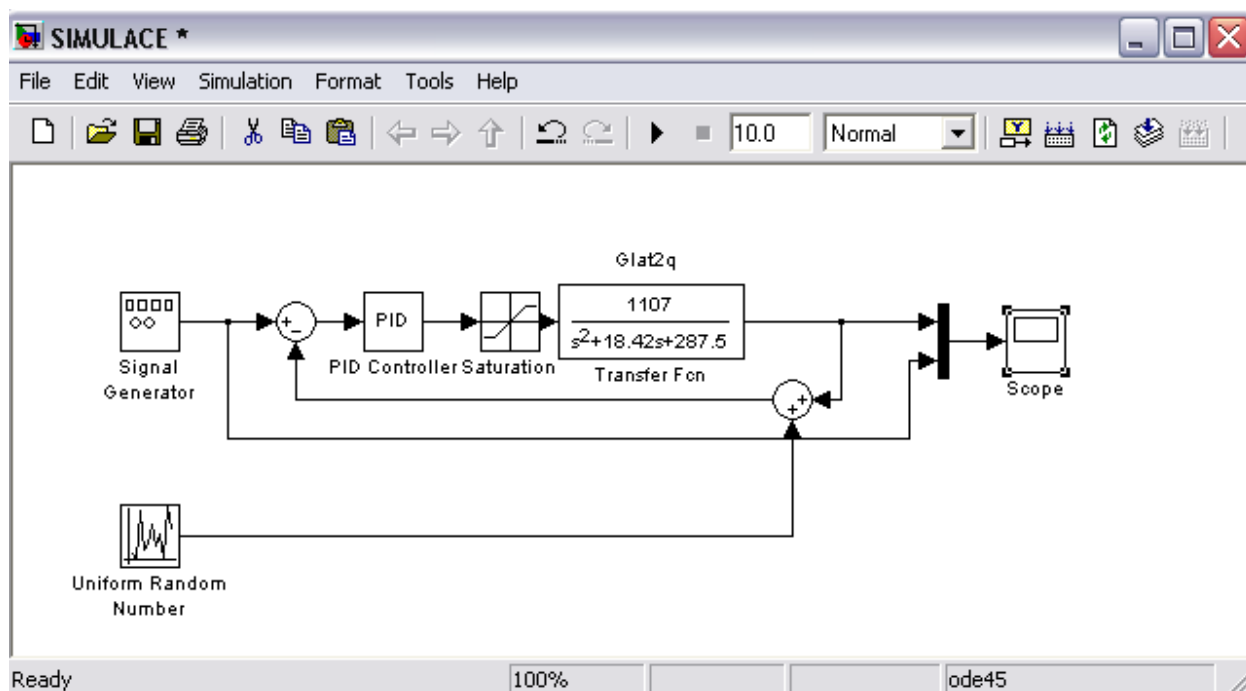 SIMULACE *
File Edit View Simulation Format Tools Help
10.0 Normal
Glat2q
1107
s²+18.42s+287.5
PID
Signal
Generator
PID Controller
Saturation
Transfer Fcn
Scope
Uniform Random
Number
Ready 100% ode45